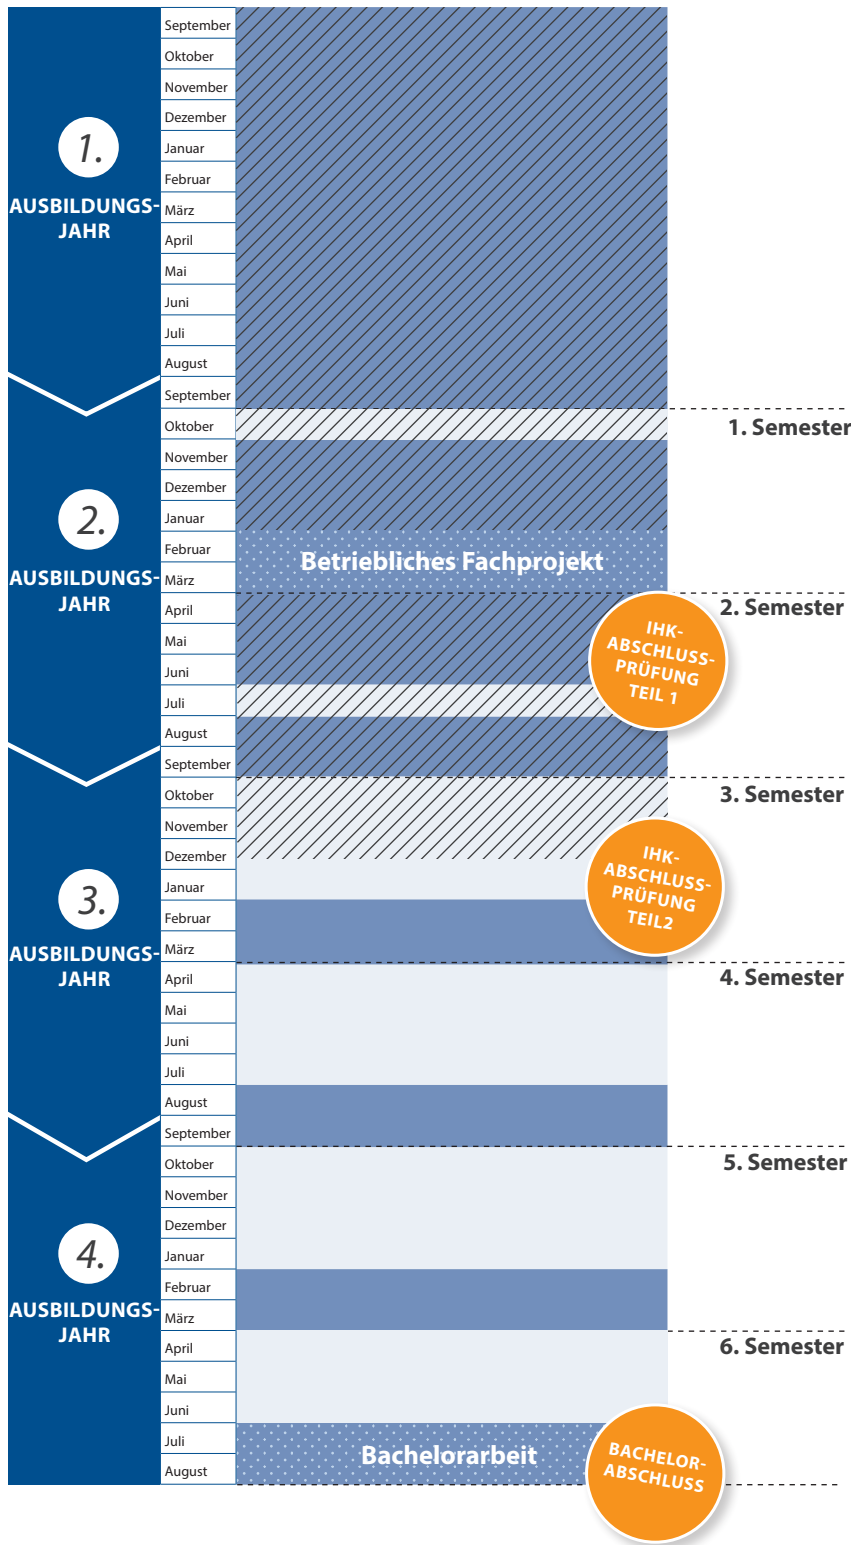 1.
AUSBILDUNGS-
JAHR
September
Oktober
November
Dezember
Januar
Februar
März
April
Mai
Juni
Juli
August
2.
AUSBILDUNGS-
JAHR
September
Oktober
1. Semester
November
Dezember
Januar
Februar
März
Betriebliches Fachprojekt
April
2. Semester
Mai
Juni
Juli
IHK-
ABSCHLUSS-
PRÜFUNG
TEIL 1
August
September
3.
AUSBILDUNGS-
JAHR
Oktober
3. Semester
November
Dezember
Januar
Februar
März
IHK-
ABSCHLUSS-
PRÜFUNG
TEIL2
April
4. Semester
Mai
Juni
Juli
August
September
4.
AUSBILDUNGS-
JAHR
Oktober
5. Semester
November
Dezember
Januar
Februar
März
April
6. Semester
Mai
Juni
Juli
August
Bachelorarbeit
BACHELOR-
ABSCHLUSS